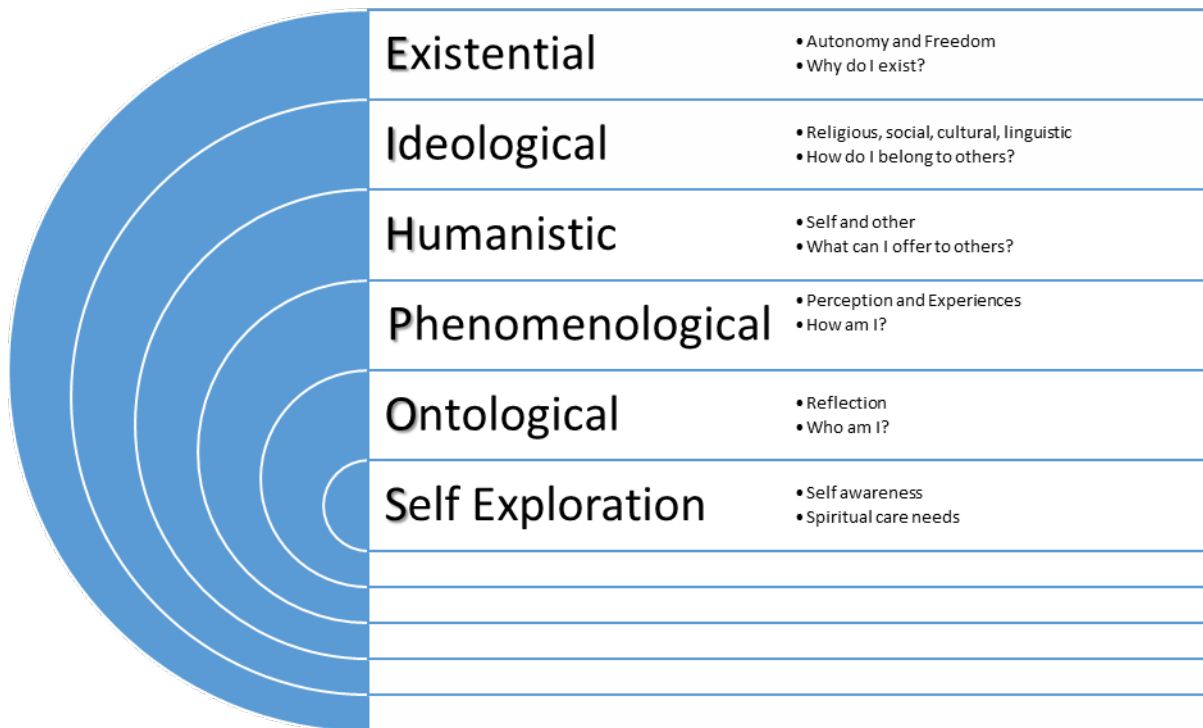 Existential
• Autonomy and Freedom
• Why do I exist?
Ideological
• Religious, social, cultural, linguistic
• How do I belong to others?
Humanistic
• Self and other
• What can I offer to others?
Phenomenological
• Perception and Experiences
• How am I?
Ontological
• Reflection
• Who am I?
Self Exploration
• Self awareness
• Spiritual care needs